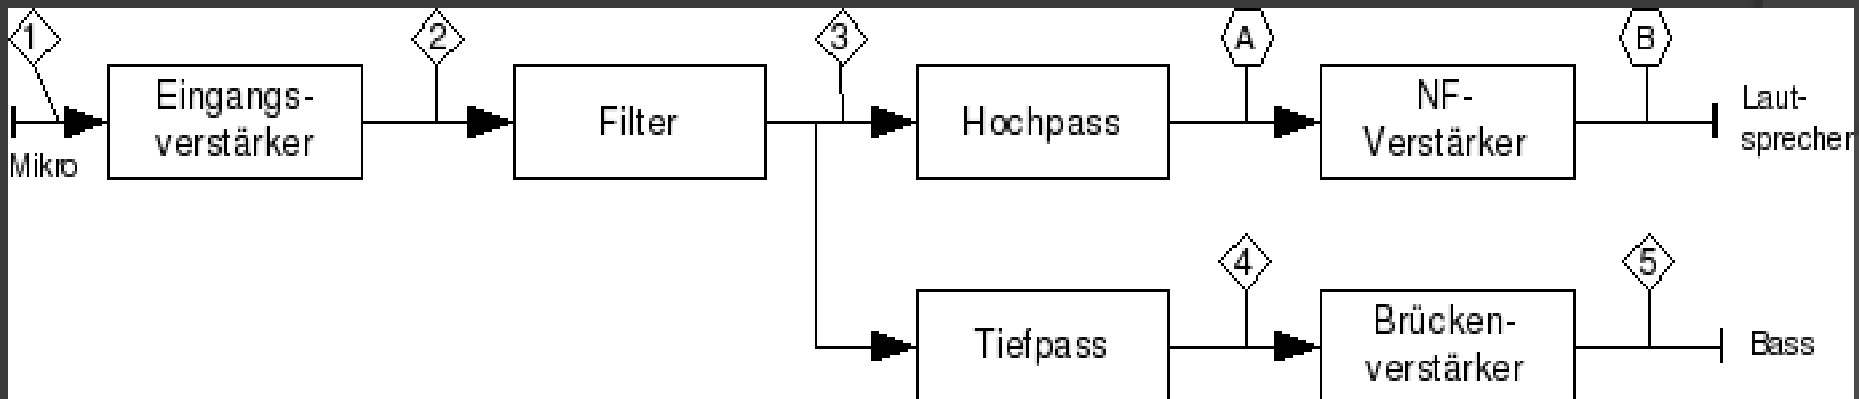 1
2
3
A
B
Mikro
Eingangs-
verstärker
Filter
Hochpass
NF-
Verstärker
Laut-
sprecher
4
5
Tiefpass
Brücken-
verstärker
Bass